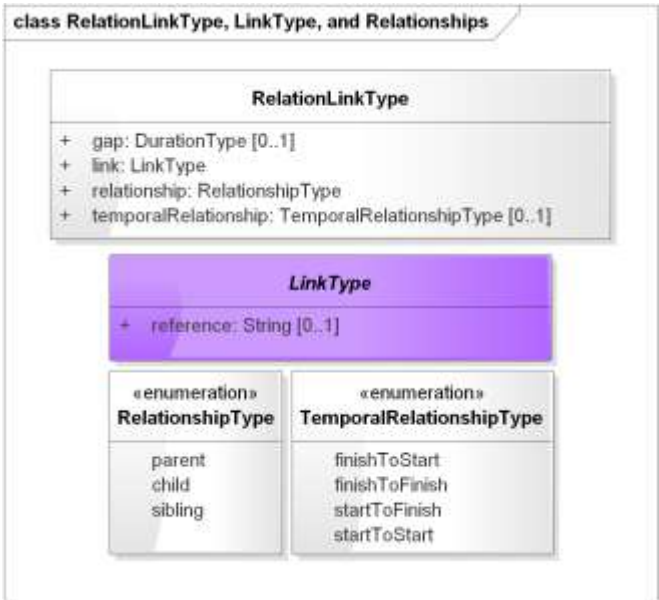 class RelationLinkType, LinkType, and Relationships
RelationLinkType
+ gap: DurationType [0..1]
+ link: LinkType
+ relationship: RelationshipType
+ temporalRelationship: TemporalRelationshipType [0..1]
LinkType
+ reference: String [0..1]
«enumeration»
RelationshipType
parent
child
sibling
«enumeration»
TemporalRelationshipType
finishToStart
finishToFinish
startToFinish
startToStart